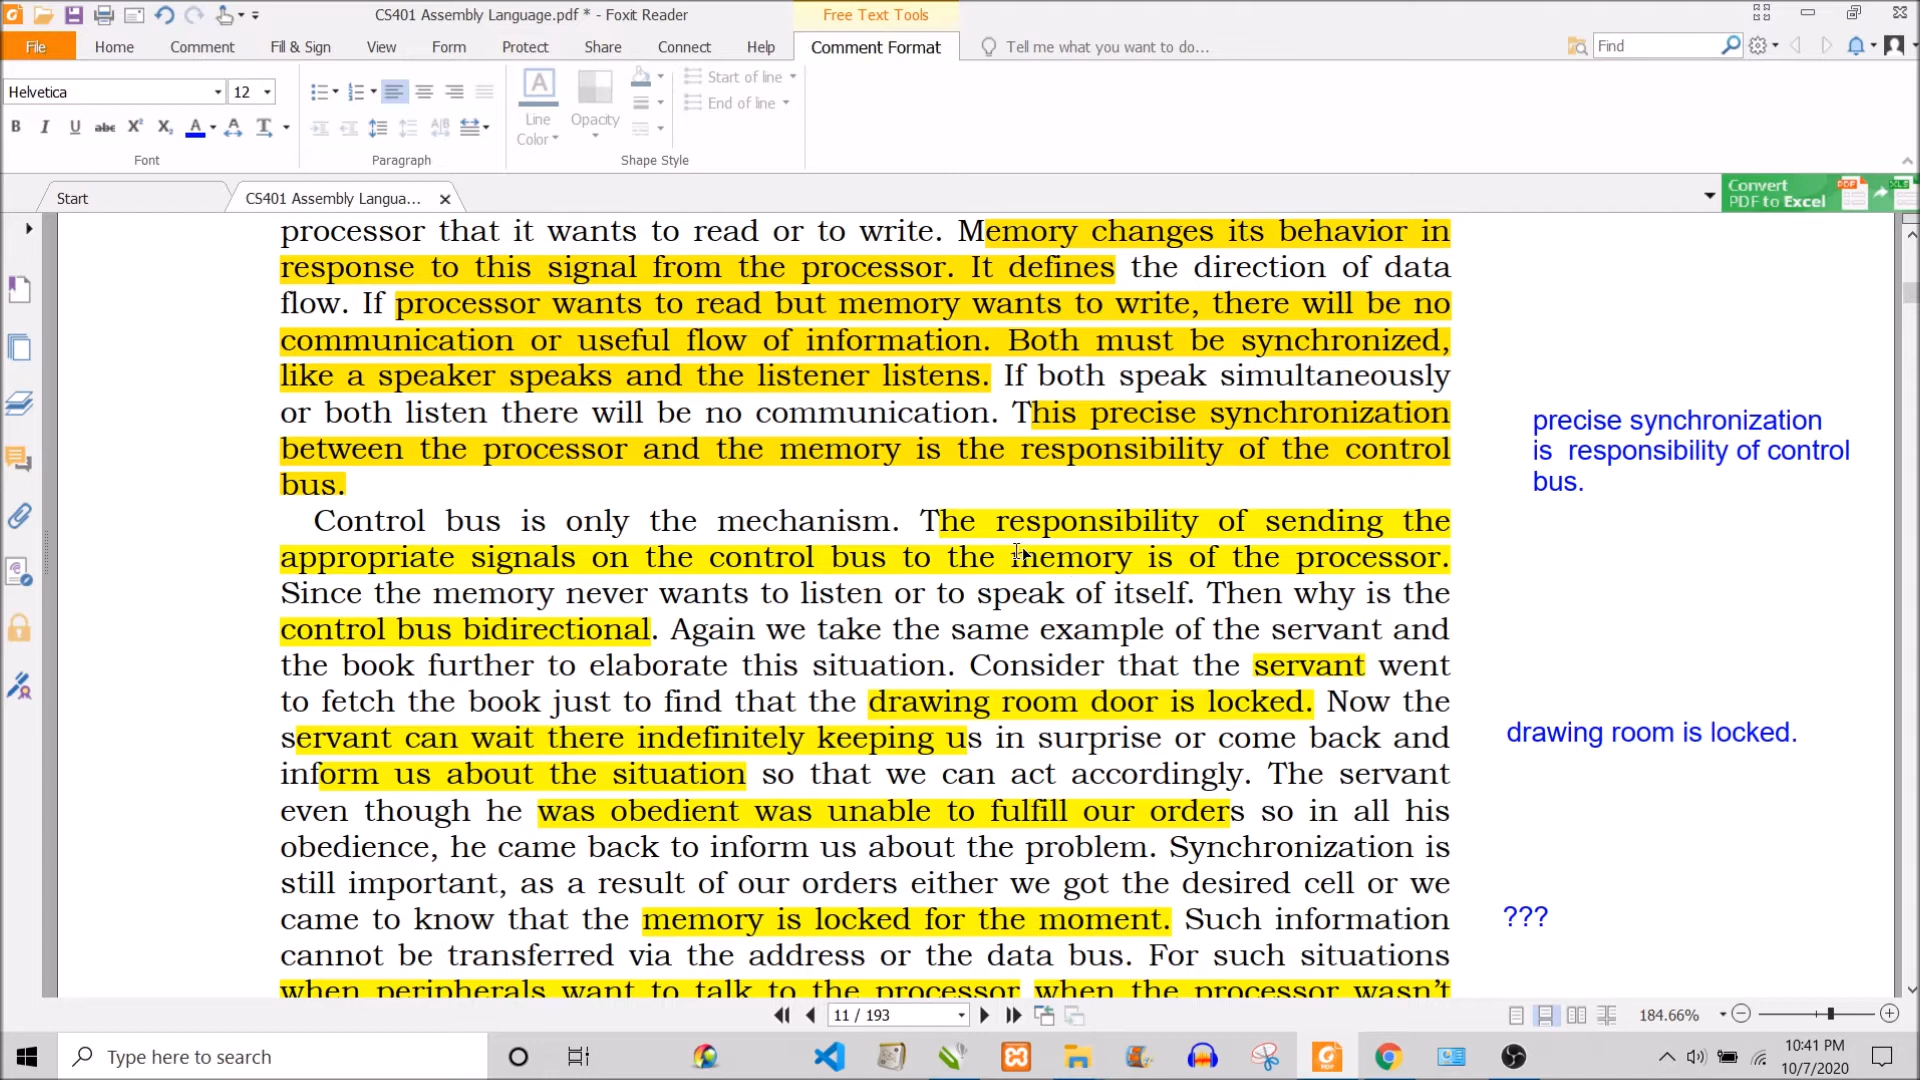 CS401 Assembly Language.pdf * - Foxit Reader
Free Text Tools
File
Home
Comment
Fill & Sign
View
Form
Protect
Share
Connect
Help
Comment Format
Tell me what you want to do...
Find
Helvetica
12
Start of line
End of line
B I U abc X² X₂ A
Line
Color
Opacity
Font
Paragraph
Shape Style
Start
CS401 Assembly Langua...
Convert
PDF to Excel
processor that it wants to read or to write. Memory changes its behavior in
response to this signal from the processor. It defines the direction of data
flow. If processor wants to read but memory wants to write, there will be no
communication or useful flow of information. Both must be synchronized,
like a speaker speaks and the listener listens. If both speak simultaneously
or both listen there will be no communication. This precise synchronization
between the processor and the memory is the responsibility of the control
bus.
precise synchronization
is responsibility of control
bus.
Control bus is only the mechanism. The responsibility of sending the
appropriate signals on the control bus to the memory is of the processor.
Since the memory never wants to listen or to speak of itself. Then why is the
control bus bidirectional. Again we take the same example of the servant and
the book further to elaborate this situation. Consider that the servant went
to fetch the book just to find that the drawing room door is locked. Now the
servant can wait there indefinitely keeping us in surprise or come back and
inform us about the situation so that we can act accordingly. The servant
even though he was obedient was unable to fulfill our orders so in all his
obedience, he came back to inform us about the problem. Synchronization is
still important, as a result of our orders either we got the desired cell or we
came to know that the memory is locked for the moment. Such information
cannot be transferred via the address or the data bus. For such situations
when peripherals want to talk to the processor when the processor wasn't
drawing room is locked.
???
11 / 193
184.66%
Type here to search
10:41 PM
10/7/2020